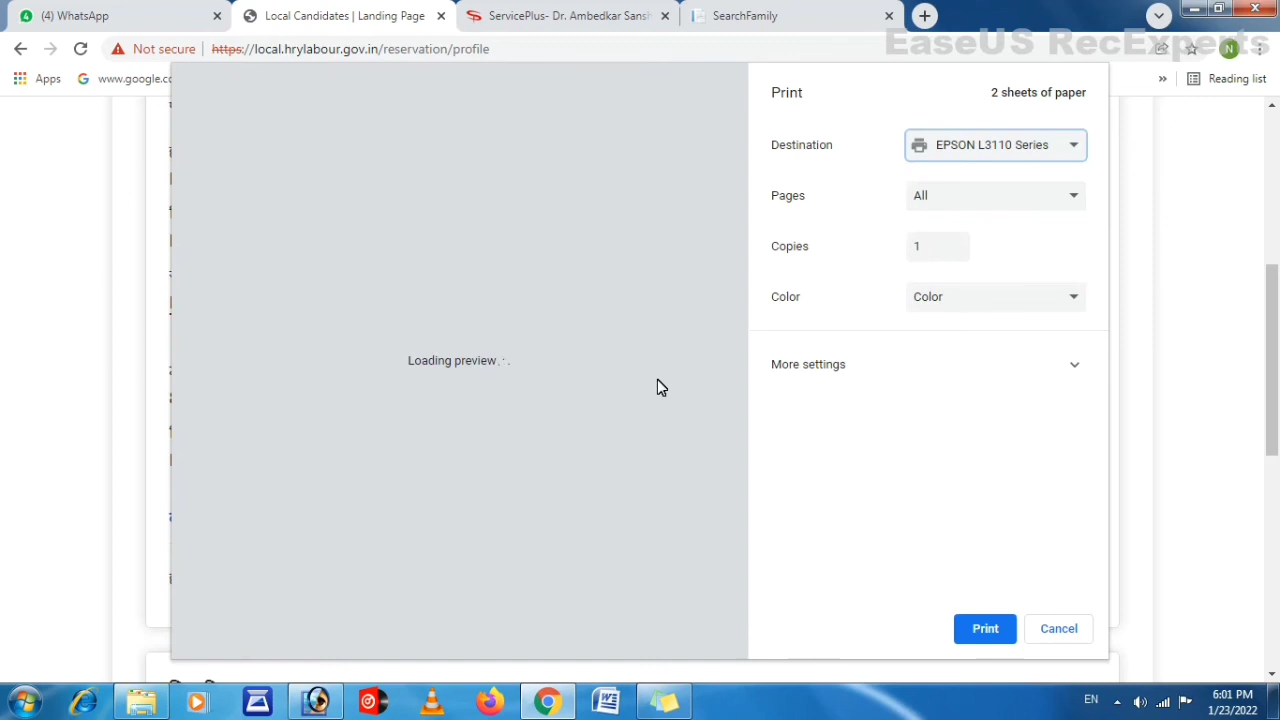 (4) WhatsApp
Local Candidates | Landing Page
ServicePlus- Dr. Ambedkar Sansh
SearchFamily
Not secure
https://local.hrylabour.gov.in/reservation/profile
EaseUS RecExperts
N
Apps
www.google.co
»
Reading list
Print
2 sheets of paper
Destination
EPSON L3110 Series
Pages
All
Copies
1
Color
Color
Loading preview...
More settings
Print
Cancel
EN
6:01 PM
1/23/2022